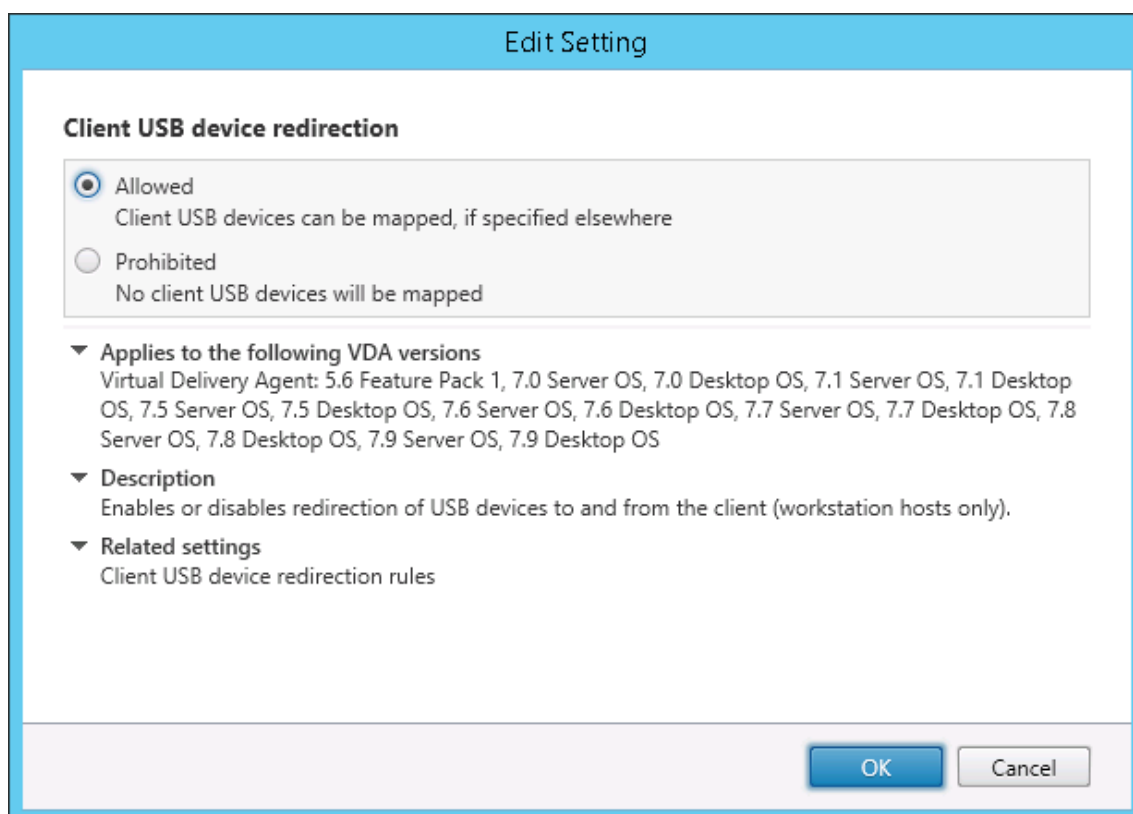 Edit Setting
Client USB device redirection
Allowed
Client USB devices can be mapped, if specified elsewhere
Prohibited
No client USB devices will be mapped
Applies to the following VDA versions
Virtual Delivery Agent: 5.6 Feature Pack 1, 7.0 Server OS, 7.0 Desktop OS, 7.1 Server OS, 7.1 Desktop
OS, 7.5 Server OS, 7.5 Desktop OS, 7.6 Server OS, 7.6 Desktop OS, 7.7 Server OS, 7.7 Desktop OS, 7.8
Server OS, 7.8 Desktop OS, 7.9 Server OS, 7.9 Desktop OS
Description
Enables or disables redirection of USB devices to and from the client (workstation hosts only).
Related settings
Client USB device redirection rules
OK Cancel